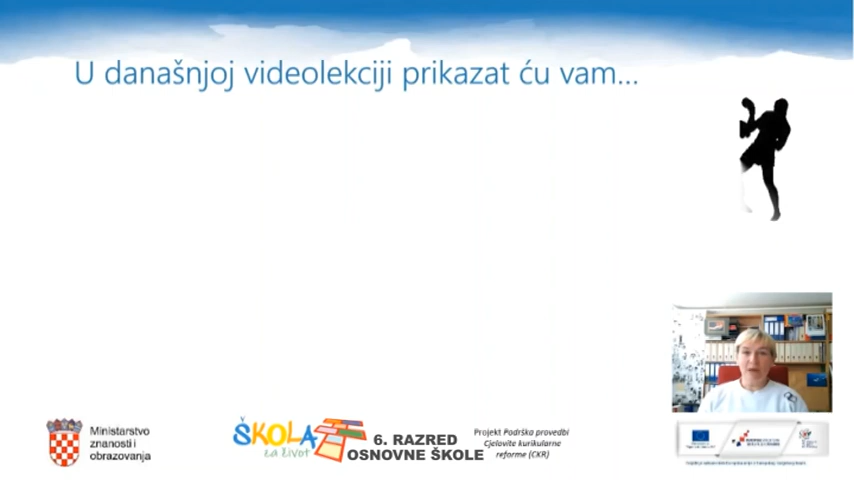 U današnjoj videolekciji prikazat ću vam...
Ministarstvo
znanosti i
obrazovanja
ŠKOLA
za život
6. RAZRED
OSNOVNE ŠKOLE
Projekt Podrška provedbi
Cjelovite kurikularne
reforme (CKR)